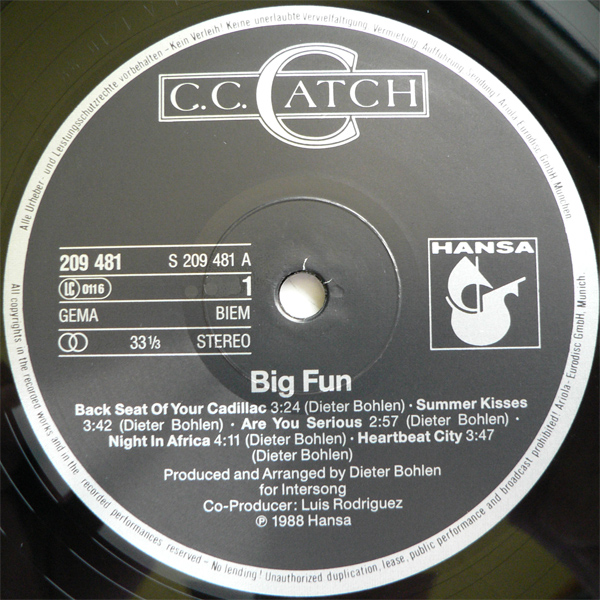 C.C. CATCH
209 481 S 209 481 A
LC 0116 1
GEMA BIEM
33 1/3 STEREO
HANSA
Big Fun
Back Seat Of Your Cadillac 3:24 (Dieter Bohlen) · Summer Kisses
3:42 (Dieter Bohlen) · Are You Serious 2:57 (Dieter Bohlen) ·
Night In Africa 4:11 (Dieter Bohlen) · Heartbeat City 3:47
(Dieter Bohlen)
Produced and Arranged by Dieter Bohlen
for Intersong
Co-Producer: Luis Rodriguez
℗ 1988 Hansa
Alle Urheber- und Leistungsschutzrechte vorbehalten - Kein Verleih! Keine unerlaubte Vervielfältigung, Vermietung, Aufführung, Sendung! Ariola-Eurodisc GmbH, München.
All copyrights in the recorded works and in the recorded performances reserved - No lending! Unauthorized duplication, lease, public performance and broadcast prohibited! Ariola-Eurodisc GmbH, Munich.